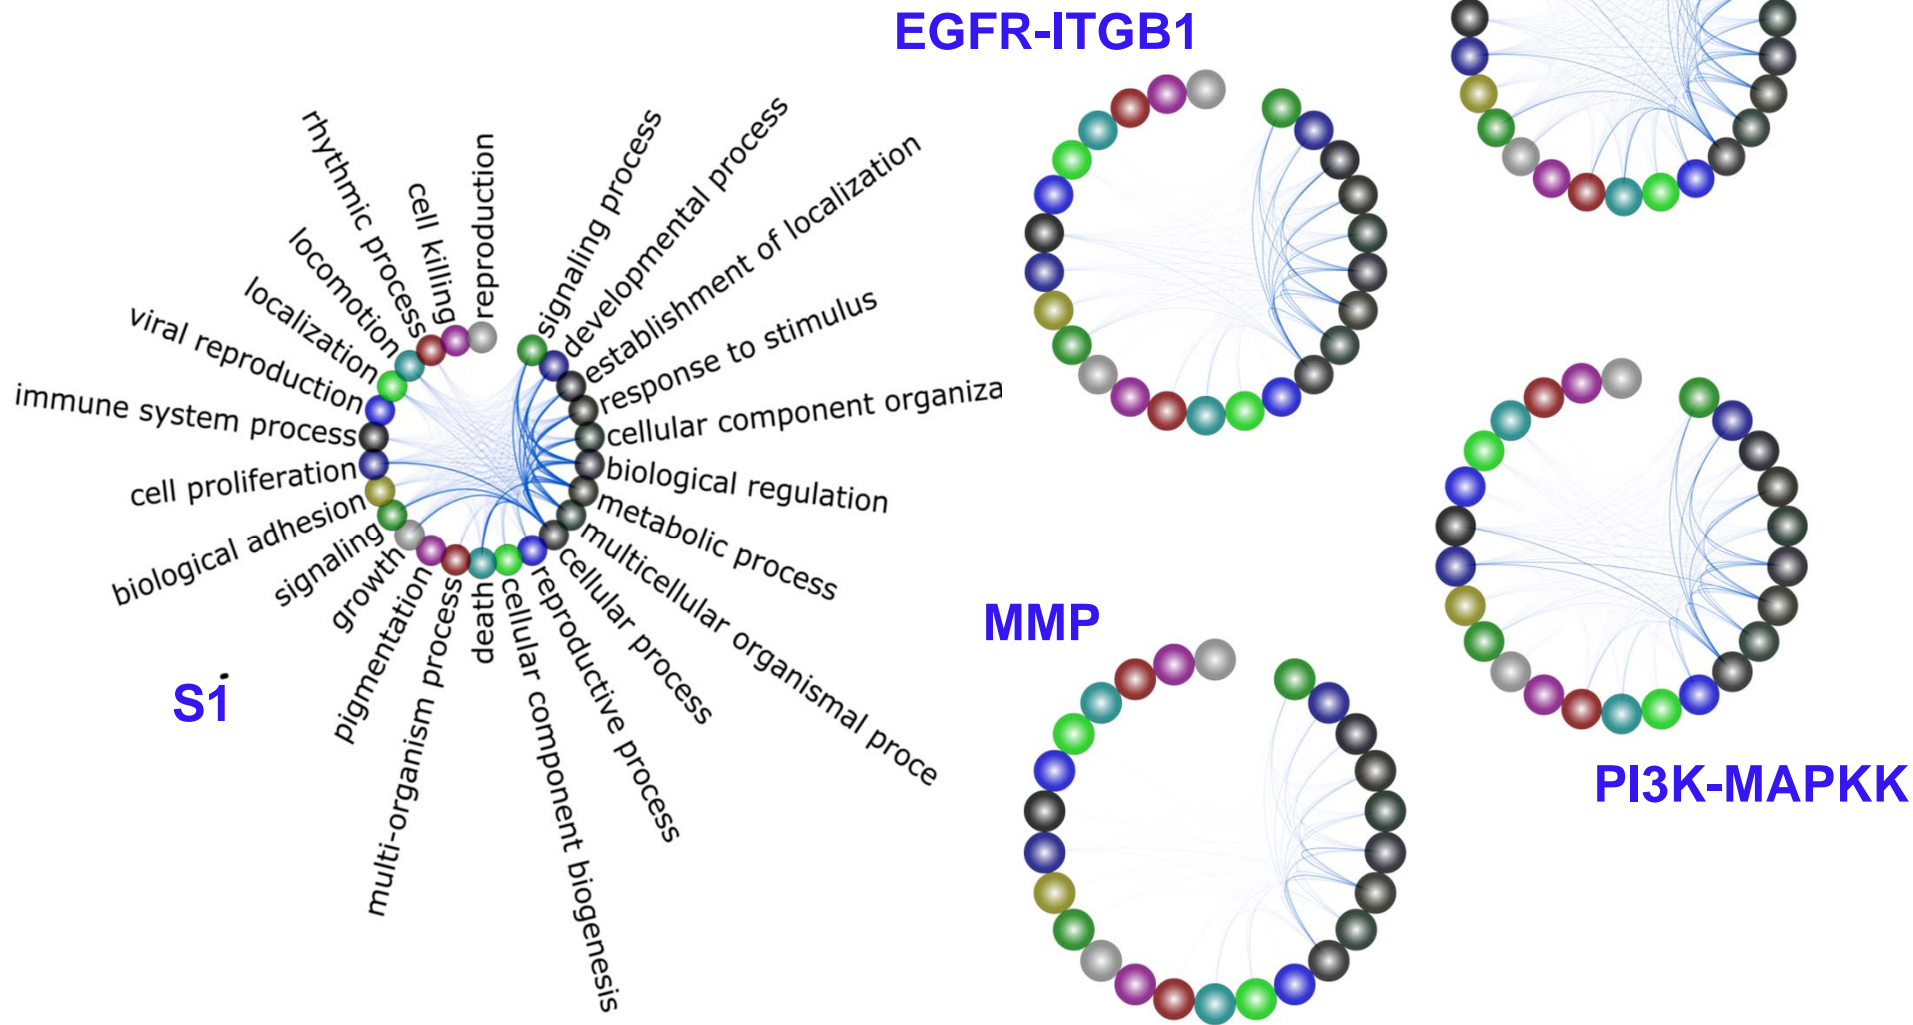 EGFR-ITGB1
rhythmic process
cell killing
reproduction
signaling process
developmental process
establishment of localization
locomotion
localization
viral reproduction
immune system process
cell proliferation
biological adhesion
signaling
growth
pigmentation
multi-organism process
death
cellular component biogenesis
reproductive process
cellular process
multicellular organismal proce
metabolic process
biological regulation
cellular component organiza
response to stimulus
S1
MMP
PI3K-MAPKK